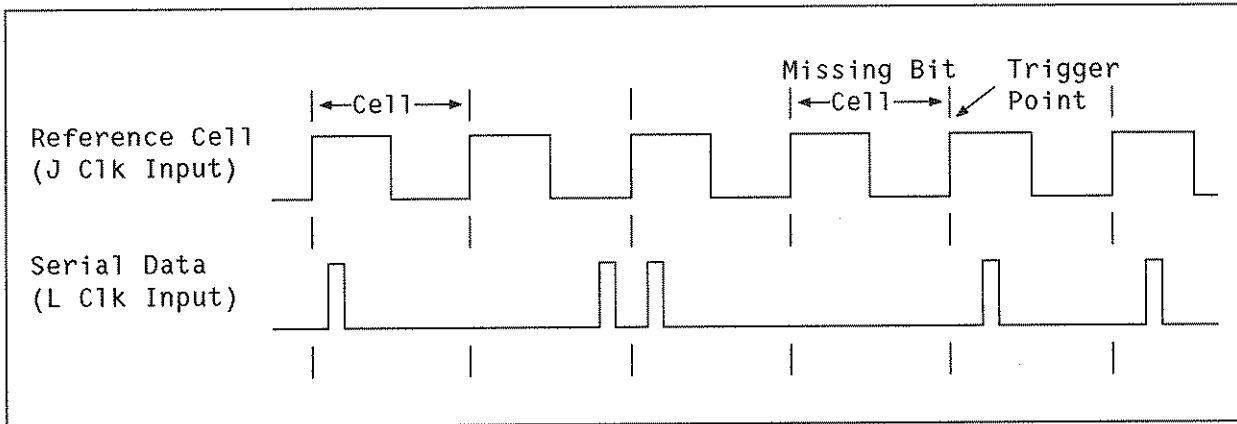 Missing Bit
Trigger
Point
Cell
Cell
Reference Cell
(J Clk Input)
Serial Data
(L Clk Input)